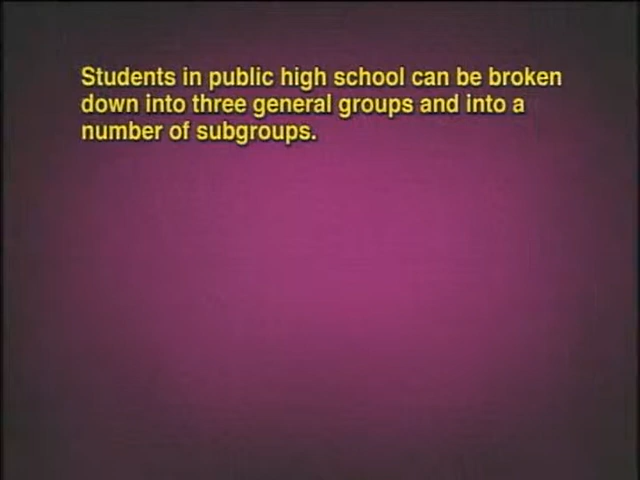 Students in public high school can be broken
down into three general groups and into a
number of subgroups.